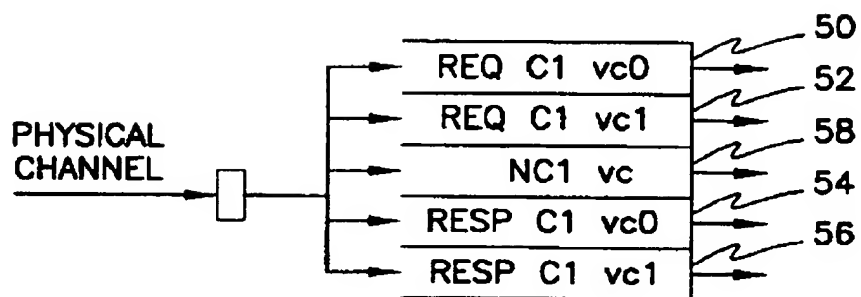 50
REQ C1 vc0
52
REQ C1 vc1
58
PHYSICAL
CHANNEL
NC1 vc
54
RESP C1 vc0
56
RESP C1 vc1